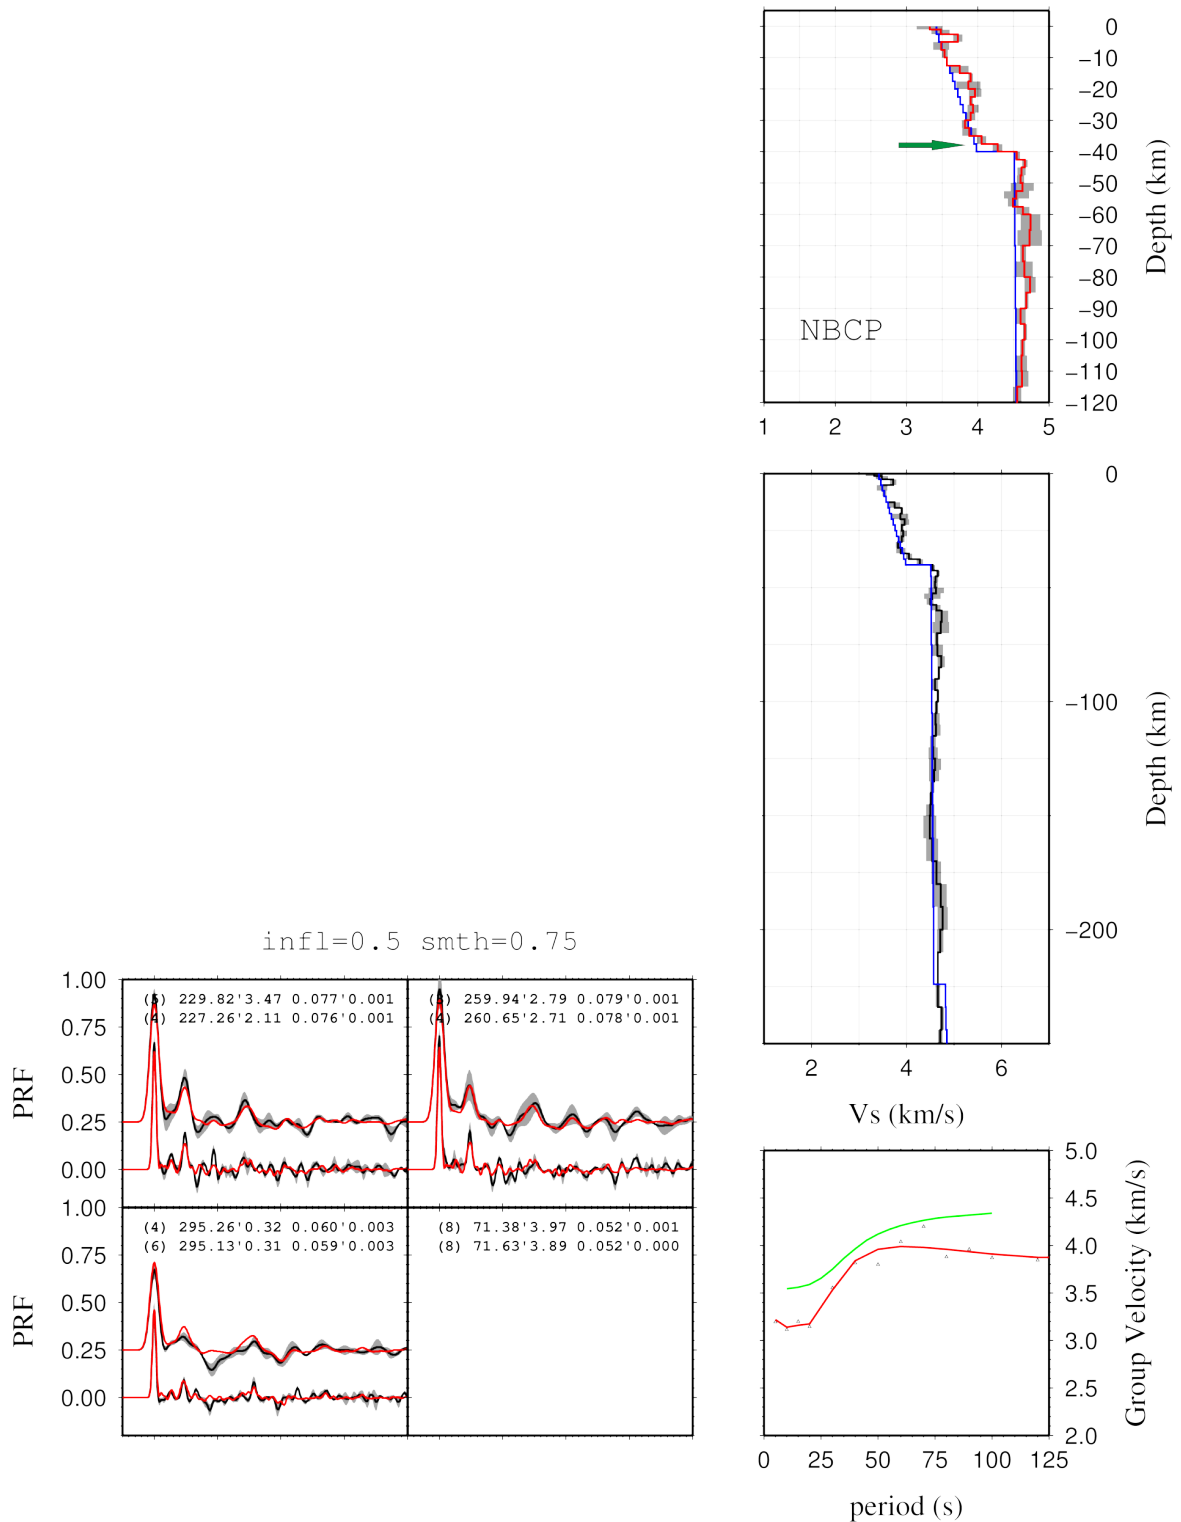 0
−10
−20
−30
−40
−50
−60
−70
−80
−90
−100
−110
−120
Depth (km)
NBCP
1 2 3 4 5
0
−100
−200
Depth (km)
2 4 6
Vs (km/s)
infl=0.5 smth=0.75
1.00
0.75
0.50
0.25
0.00
PRF
229.82'3.47 0.077'0.001
227.26'2.11 0.076'0.001
259.94'2.79 0.079'0.001
260.65'2.71 0.078'0.001
1.00
0.75
0.50
0.25
0.00
PRF
(4) 295.26'0.32 0.060'0.003
(6) 295.13'0.31 0.059'0.003
(8) 71.38'3.97 0.052'0.001
(8) 71.63'3.89 0.052'0.000
5.0
4.5
4.0
3.5
3.0
2.5
2.0
Group Velocity (km/s)
0 25 50 75 100 125
period (s)